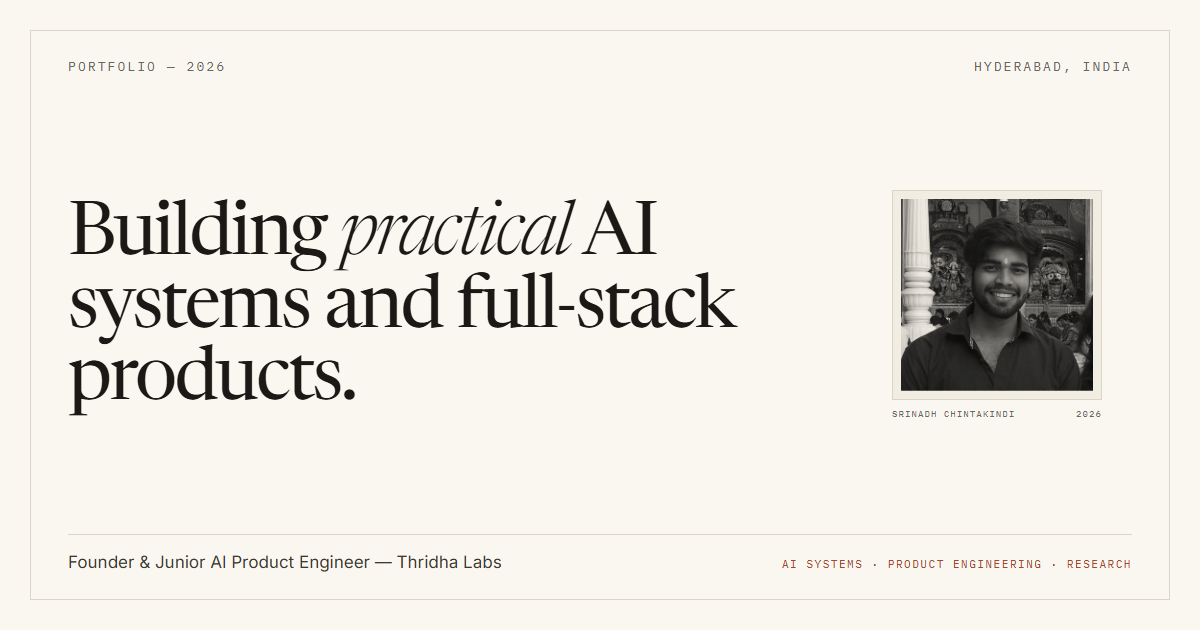 PORTFOLIO — 2026
HYDERABAD, INDIA
Building practical AI
systems and full-stack
products.
SRINADH CHINTAKINDI
2026
Founder & Junior AI Product Engineer — Thridha Labs
AI SYSTEMS · PRODUCT ENGINEERING · RESEARCH